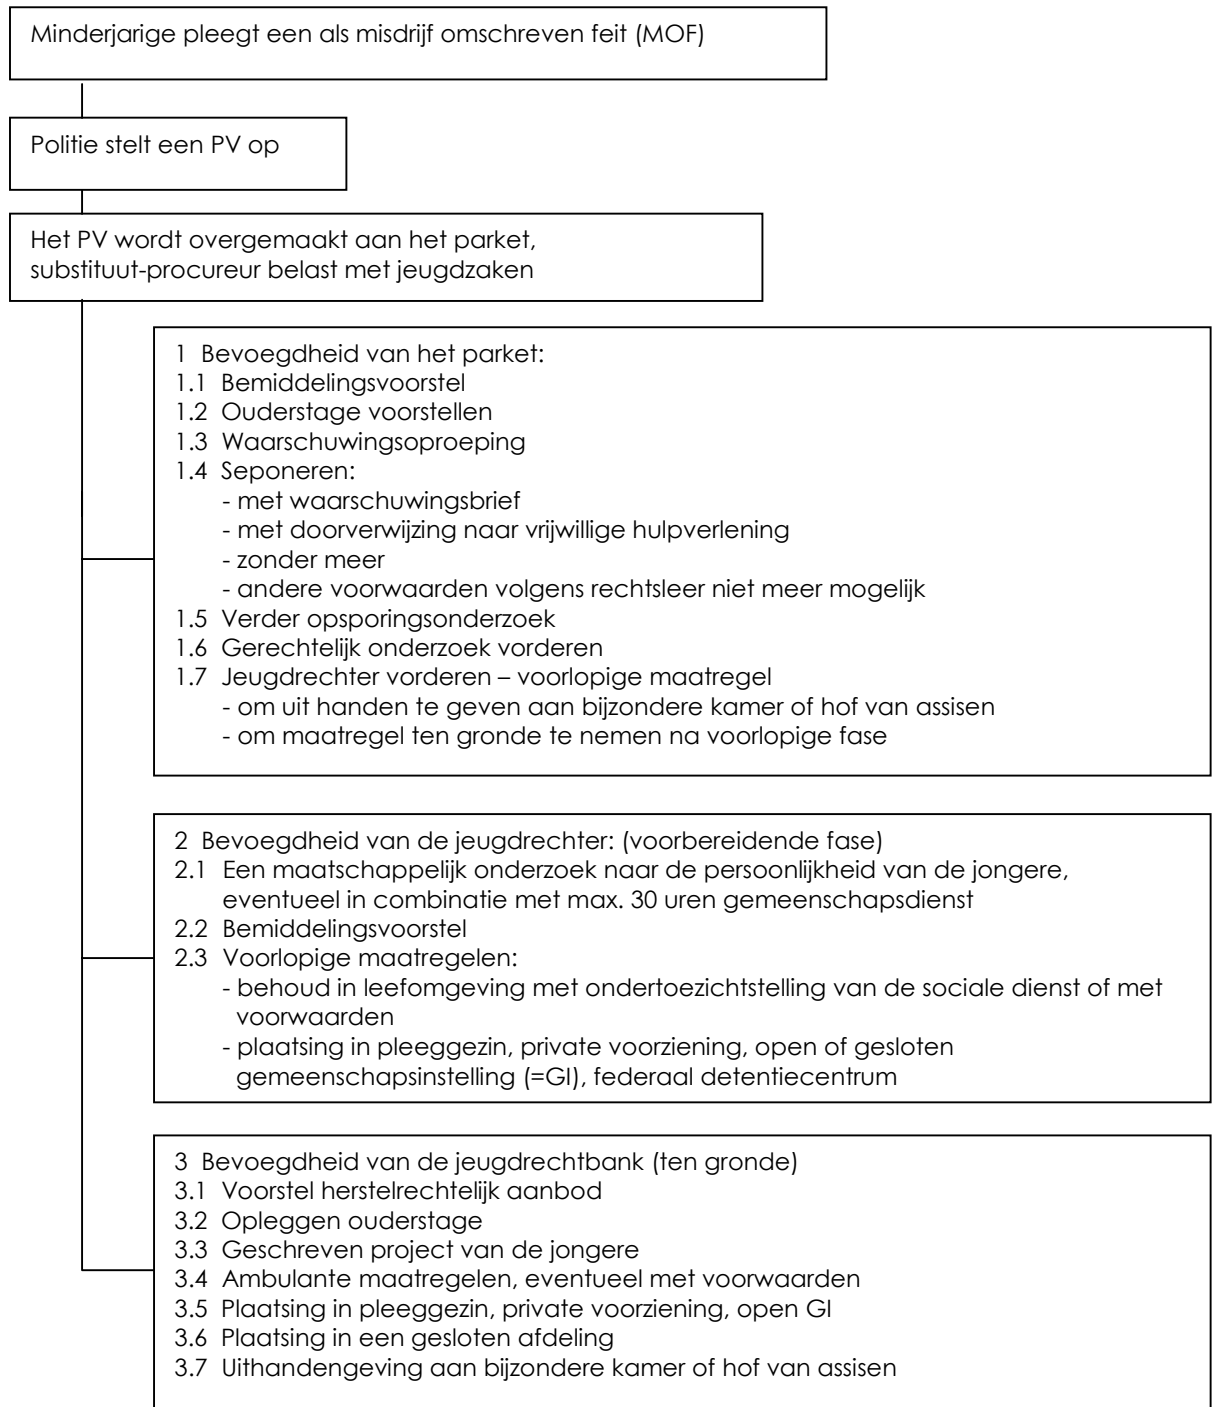 Minderjarige pleegt een als misdrijf omschreven feit (MOF)
Politie stelt een PV op
Het PV wordt overgemaakt aan het parket,
substituut-procureur belast met jeugdzaken
1 Bevoegdheid van het parket:
1.1 Bemiddelingsvoorstel
1.2 Ouderstage voorstellen
1.3 Waarschuwingsoproeping
1.4 Seponeren:
- met waarschuwingsbrief
- met doorverwijzing naar vrijwillige hulpverlening
- zonder meer
- andere voorwaarden volgens rechtsleer niet meer mogelijk
1.5 Verder opsporingsonderzoek
1.6 Gerechtelijk onderzoek vorderen
1.7 Jeugdrechter vorderen – voorlopige maatregel
- om uit handen te geven aan bijzondere kamer of hof van assisen
- om maatregel ten gronde te nemen na voorlopige fase
2 Bevoegdheid van de jeugdrechter: (voorbereidende fase)
2.1 Een maatschappelijk onderzoek naar de persoonlijkheid van de jongere,
eventueel in combinatie met max. 30 uren gemeenschapsdienst
2.2 Bemiddelingsvoorstel
2.3 Voorlopige maatregelen:
- behoud in leefomgeving met ondertoezichtstelling van de sociale dienst of met
voorwaarden
- plaatsing in pleeggezin, private voorziening, open of gesloten
gemeenschapsinstelling (=GI), federaal detentiecentrum
3 Bevoegdheid van de jeugdrechtbank (ten gronde)
3.1 Voorstel herstelrechtelijk aanbod
3.2 Opleggen ouderstage
3.3 Geschreven project van de jongere
3.4 Ambulante maatregelen, eventueel met voorwaarden
3.5 Plaatsing in pleeggezin, private voorziening, open GI
3.6 Plaatsing in een gesloten afdeling
3.7 Uithandengeving aan bijzondere kamer of hof van assisen